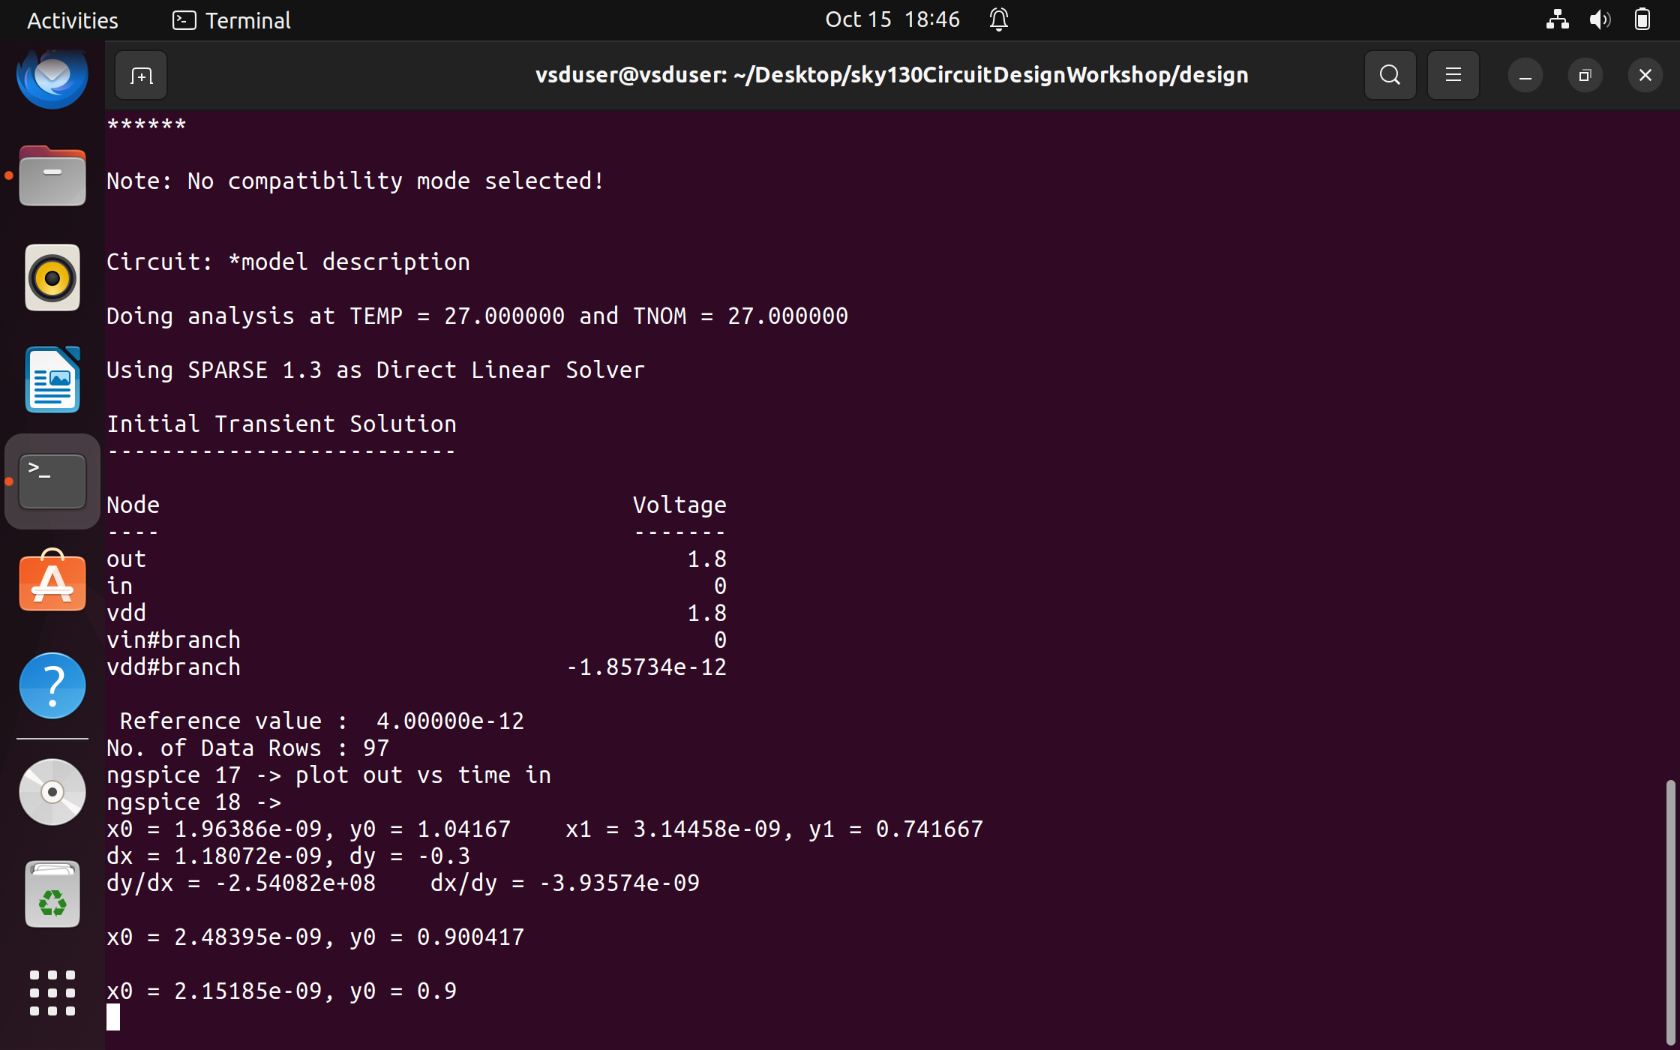 Activities Terminal Oct 15 18:46
vsduser@vsduser: ~/Desktop/sky130CircuitDesignWorkshop/design
******
Note: No compatibility mode selected!
Circuit: *model description
Doing analysis at TEMP = 27.000000 and TNOM = 27.000000
Using SPARSE 1.3 as Direct Linear Solver
Initial Transient Solution
--------------------------
Node Voltage
---- -------
out 1.8
in 0
vdd 1.8
vin#branch 0
vdd#branch -1.85734e-12
Reference value : 4.00000e-12
No. of Data Rows : 97
ngspice 17 -> plot out vs time in
ngspice 18 ->
x0 = 1.96386e-09, y0 = 1.04167 x1 = 3.14458e-09, y1 = 0.741667
dx = 1.18072e-09, dy = -0.3
dy/dx = -2.54082e+08 dx/dy = -3.93574e-09
x0 = 2.48395e-09, y0 = 0.900417
x0 = 2.15185e-09, y0 = 0.9